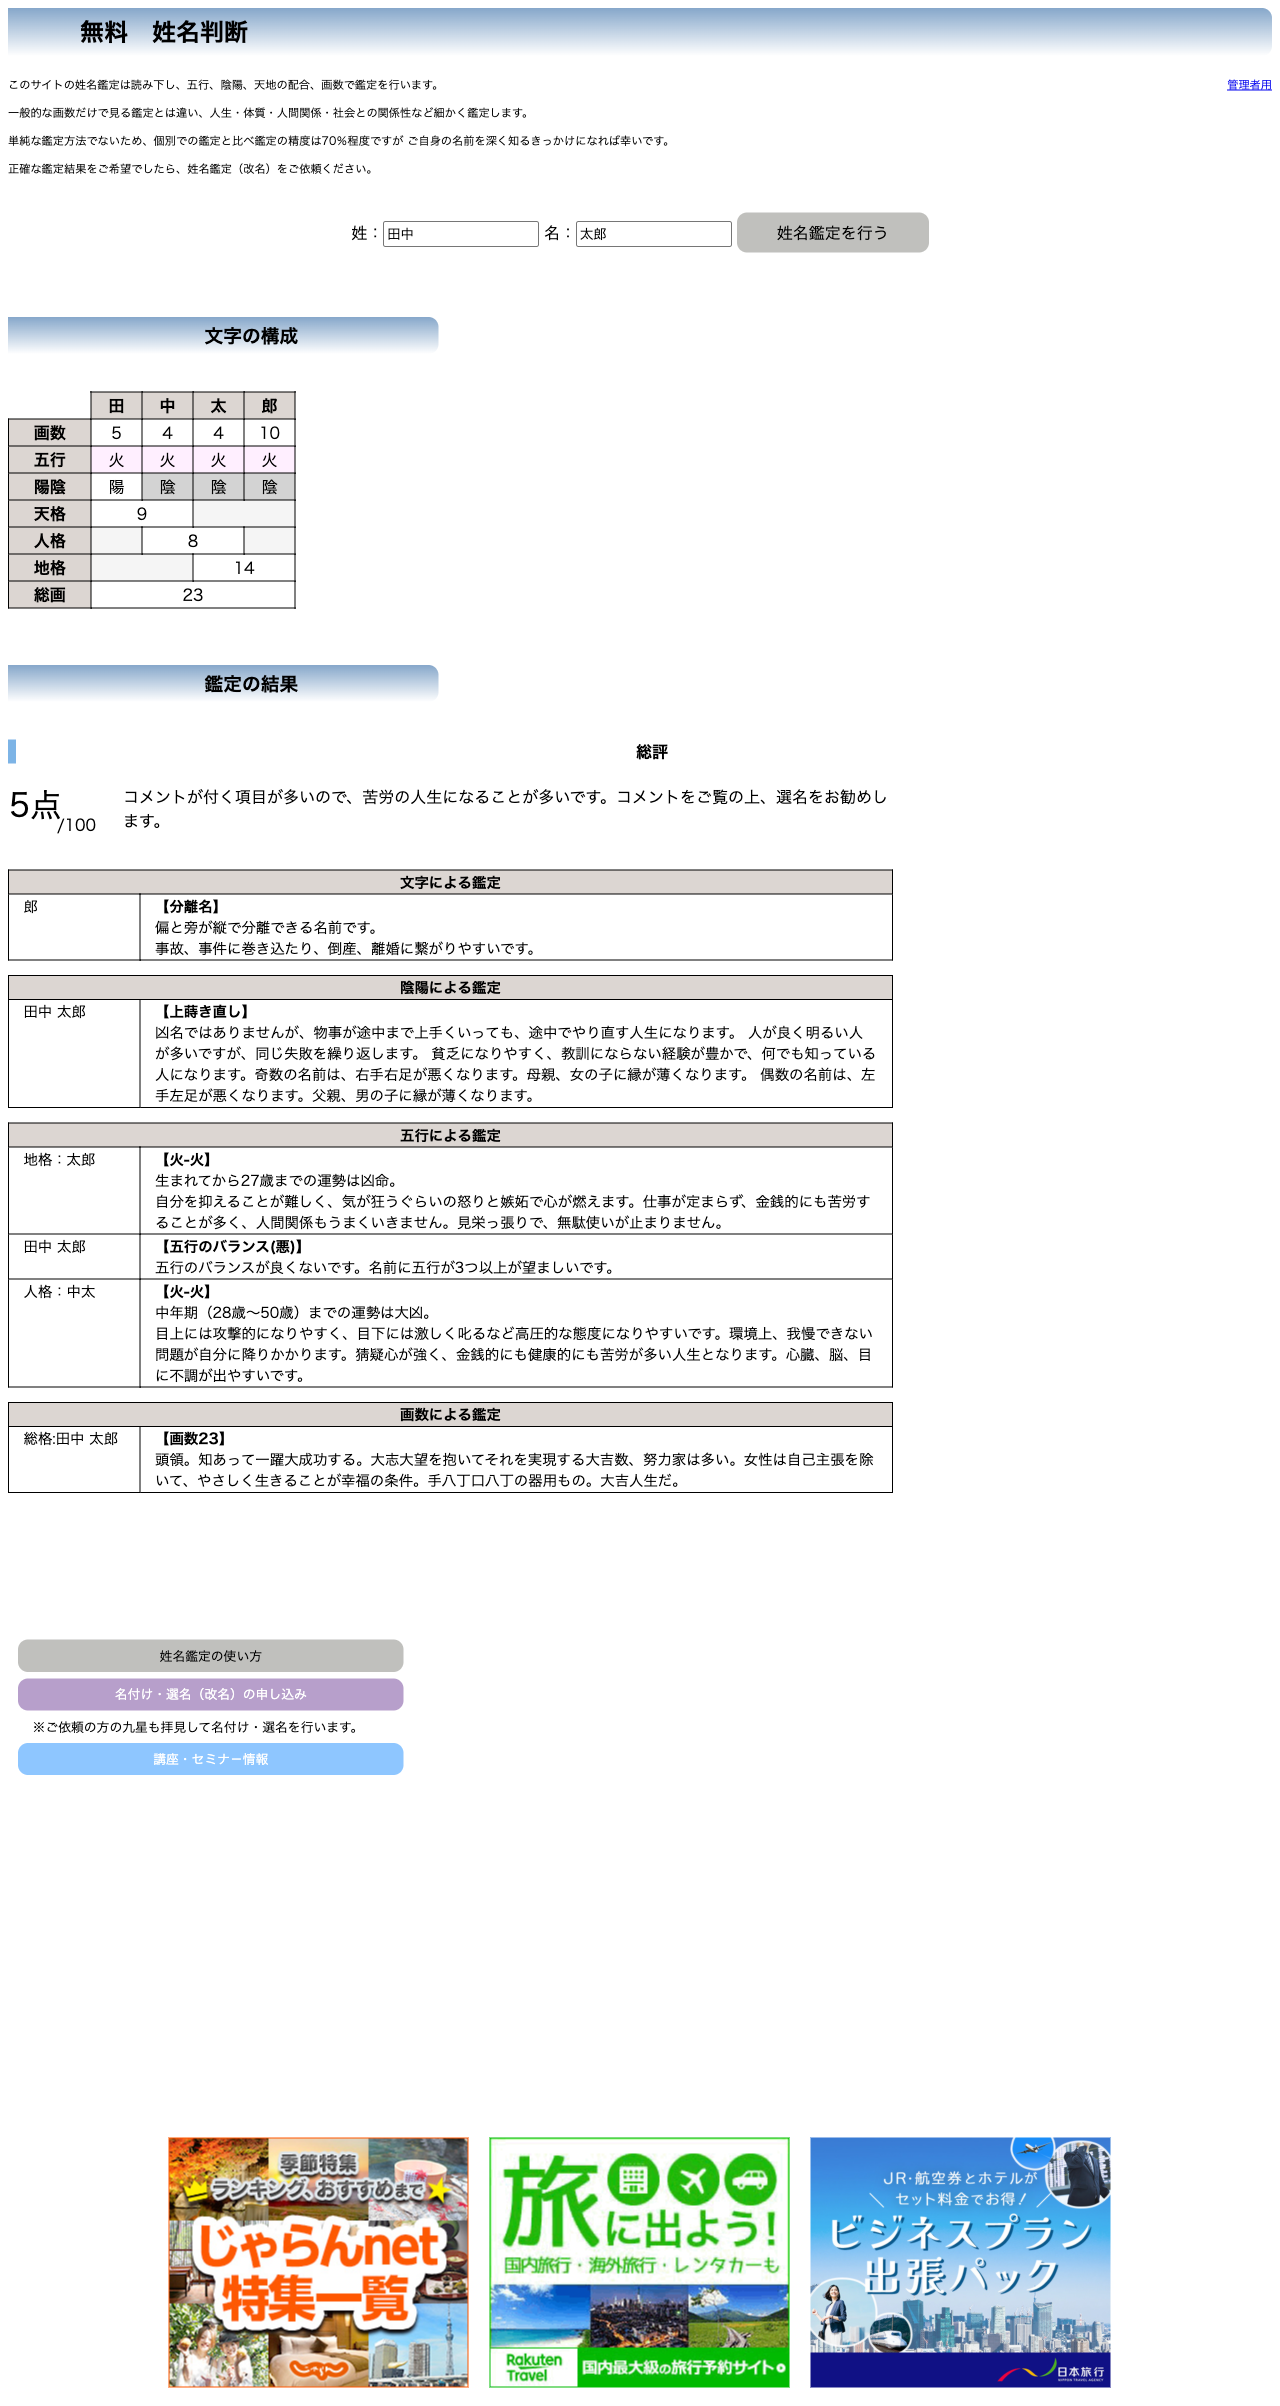 無料　姓名判断
このサイトの姓名鑑定は読み下し、五行、陰陽、天地の配合、画数で鑑定を行います。
管理者用
一般的な画数だけで見る鑑定とは違い、人生・体質・人間関係・社会との関係性など細かく鑑定します。
単純な鑑定方法でないため、個別での鑑定と比べ鑑定の精度は70%程度ですが ご自身の名前を深く知るきっかけになれば幸いです。
正確な鑑定結果をご希望でしたら、姓名鑑定（改名）をご依頼ください。
姓：田中 名：太郎 姓名鑑定を行う
文字の構成
田 中 太 郎
画数 5 4 4 10
五行 火 火 火 火
陽陰 陽 陰 陰 陰
天格 9
人格 8
地格 14
総画 23
鑑定の結果
総評
5点/100
コメントが付く項目が多いので、苦労の人生になることが多いです。コメントをご覧の上、選名をお勧めし
ます。
文字による鑑定
郎 【分離名】
偏と旁が縦で分離できる名前です。
事故、事件に巻き込たり、倒産、離婚に繋がりやすいです。
陰陽による鑑定
田中 太郎 【上蒔き直し】
凶名ではありませんが、物事が途中まで上手くいっても、途中でやり直す人生になります。 人が良く明るい人
が多いですが、同じ失敗を繰り返します。 貧乏になりやすく、教訓にならない経験が豊かで、何でも知っている
人になります。奇数の名前は、右手右足が悪くなります。母親、女の子に縁が薄くなります。 偶数の名前は、左
手左足が悪くなります。父親、男の子に縁が薄くなります。
五行による鑑定
地格：太郎 【火-火】
生まれてから27歳までの運勢は凶命。
自分を抑えることが難しく、気が狂うぐらいの怒りと嫉妬で心が燃えます。仕事が定まらず、金銭的にも苦労す
ることが多く、人間関係もうまくいきません。見栄っ張りで、無駄使いが止まりません。
田中 太郎 【五行のバランス(悪)】
五行のバランスが良くないです。名前に五行が3つ以上が望ましいです。
人格：中太 【火-火】
中年期（28歳～50歳）までの運勢は大凶。
目上には攻撃的になりやすく、目下には激しく叱るなど高圧的な態度になりやすいです。環境上、我慢できない
問題が自分に降りかかります。猜疑心が強く、金銭的にも健康的にも苦労が多い人生となります。心臓、脳、目
に不調が出やすいです。
画数による鑑定
総格:田中 太郎 【画数23】
頭領。知あって一躍大成功する。大志大望を抱いてそれを実現する大吉数、努力家は多い。女性は自己主張を除
いて、やさしく生きることが幸福の条件。手八丁口八丁の器用もの。大吉人生だ。
姓名鑑定の使い方
名付け・選名（改名）の申し込み
※ご依頼の方の九星も拝見して名付け・選名を行います。
講座・セミナー情報
季節特集
ランキング、おすすめまで
じゃらんnet
特集一覧
旅に出よう!
国内旅行・海外旅行・レンタカーも
Rakuten Travel
国内最大級の旅行予約サイト
JR・航空券とホテルが
セット料金でお得！
ビジネスプラン
出張パック
日本旅行
NIPPON TRAVEL AGENCY